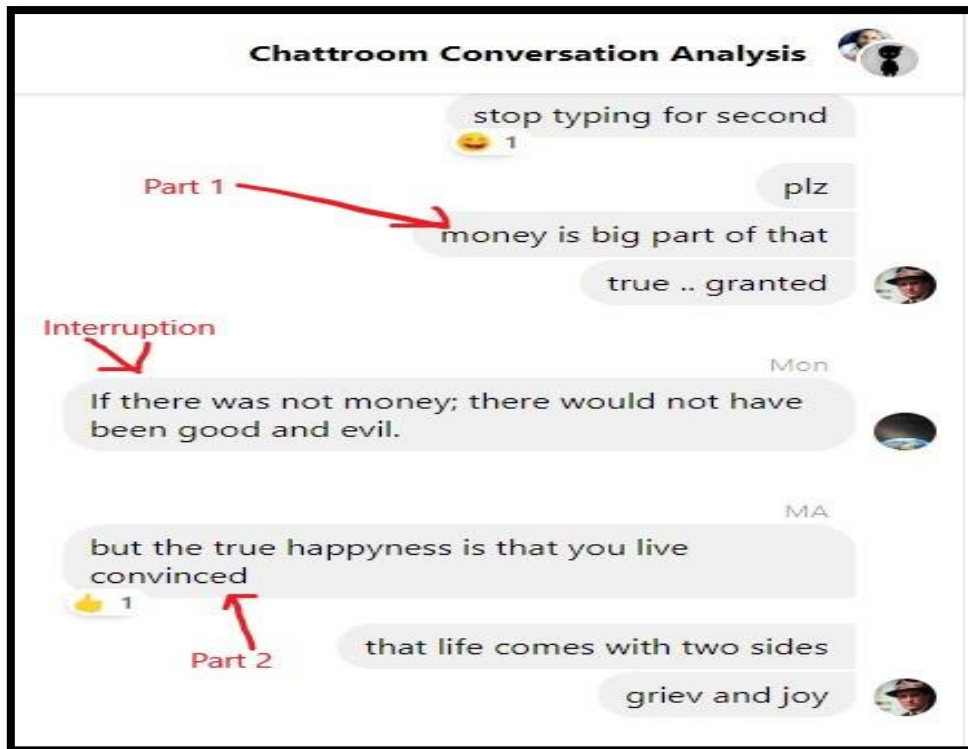 Chattroom Conversation Analysis
stop typing for second
1
plz
Part 1
money is big part of that
true .. granted
Interruption
Mon
If there was not money; there would not have
been good and evil.
MA
but the true happyness is that you live
convinced
1
Part 2
that life comes with two sides
griev and joy